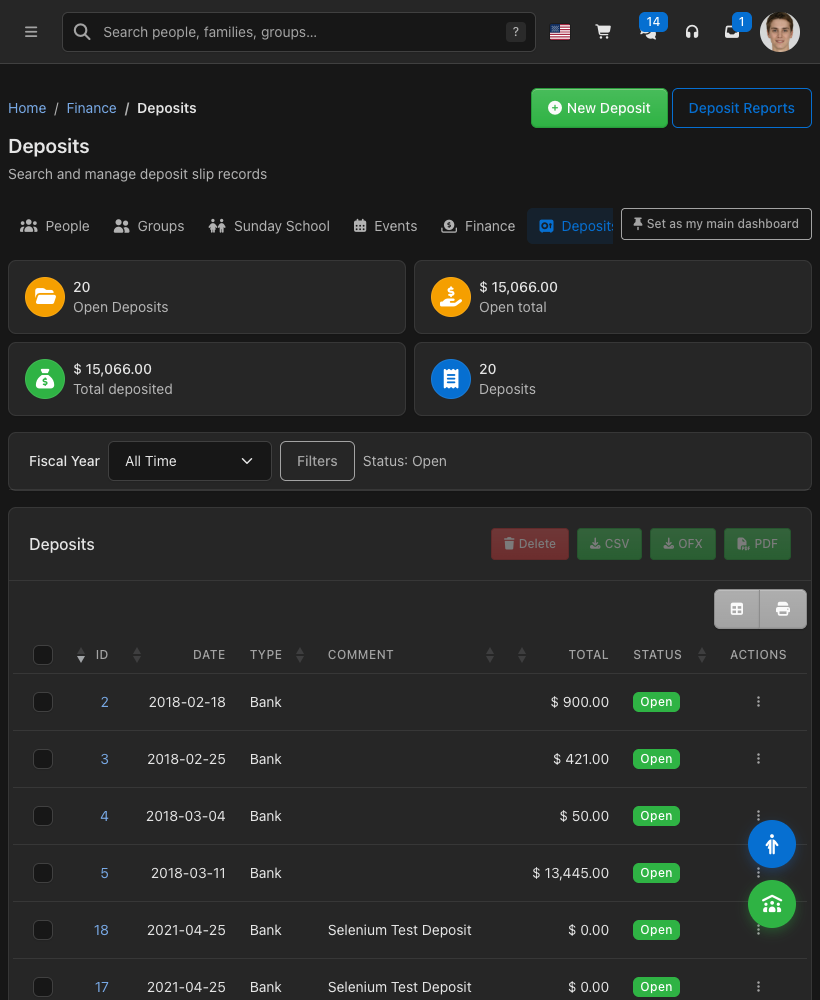 Search people, families, groups... ? 14 1
Home / Finance / Deposits
New Deposit Deposit Reports
Deposits
Search and manage deposit slip records
People Groups Sunday School Events Finance Deposits Set as my main dashboard
20
Open Deposits
$ 15,066.00
Open total
$ 15,066.00
Total deposited
20
Deposits
Fiscal Year All Time Filters Status: Open
Deposits Delete CSV OFX PDF
ID DATE TYPE COMMENT TOTAL STATUS ACTIONS
2 2018-02-18 Bank $ 900.00 Open
3 2018-02-25 Bank $ 421.00 Open
4 2018-03-04 Bank $ 50.00 Open
5 2018-03-11 Bank $ 13,445.00 Open
18 2021-04-25 Bank Selenium Test Deposit $ 0.00 Open
17 2021-04-25 Bank Selenium Test Deposit $ 0.00 Open